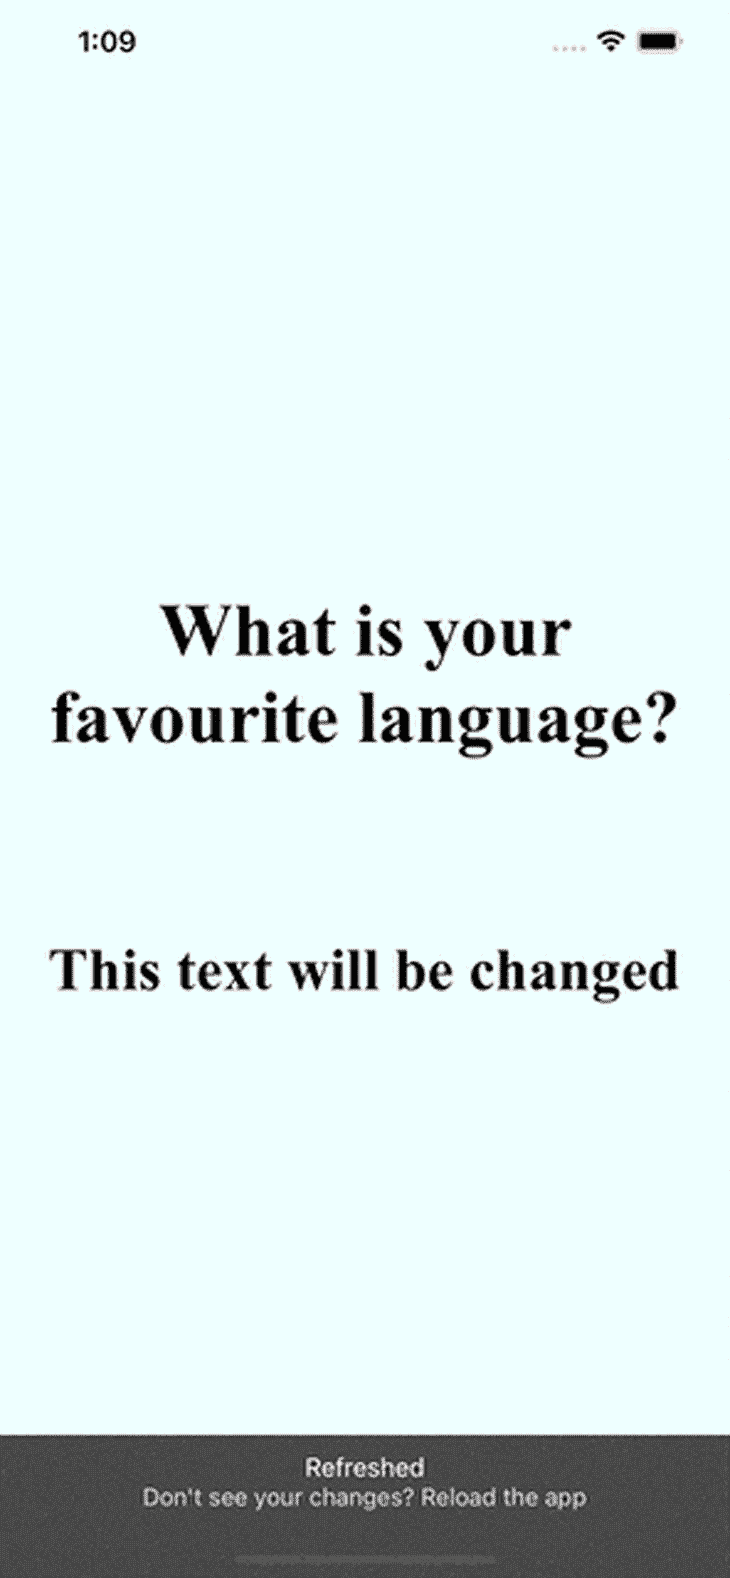 1:09
What is your
favourite language?
This text will be changed
Refreshed
Don't see your changes? Reload the app